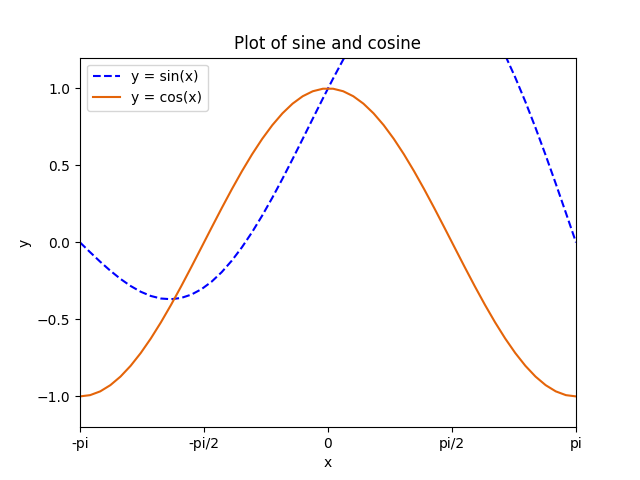 Plot of sine and cosine
y = sin(x)
y = cos(x)
1.0
0.5
0.0
−0.5
−1.0
y
-pi
-pi/2
0
pi/2
pi
x